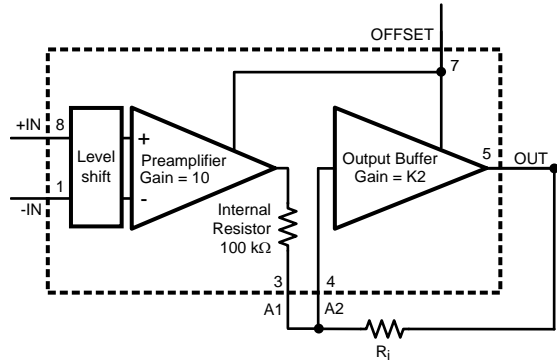 OFFSET
7
+IN
8
Level
shift
+
-
Preamplifier
Gain = 10
Output Buffer
Gain = K2
5
OUT
1
-IN
Internal
Resistor
100 kΩ
3
4
A1
A2
Ri